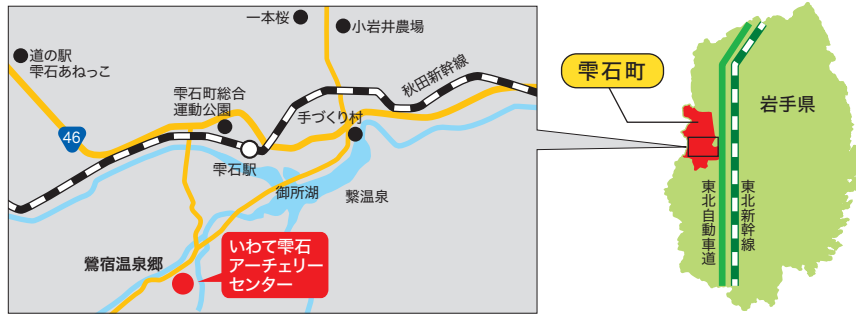 一本桜
小岩井農場
道の駅
雫石あねっこ
秋田新幹線
雫石町総合
運動公園
手づくり村
46
雫石駅
御所湖
繋温泉
鶯宿温泉郷
いわて雫石
アーチェリー
センター
雫石町
岩手県
東北自動車道
東北新幹線